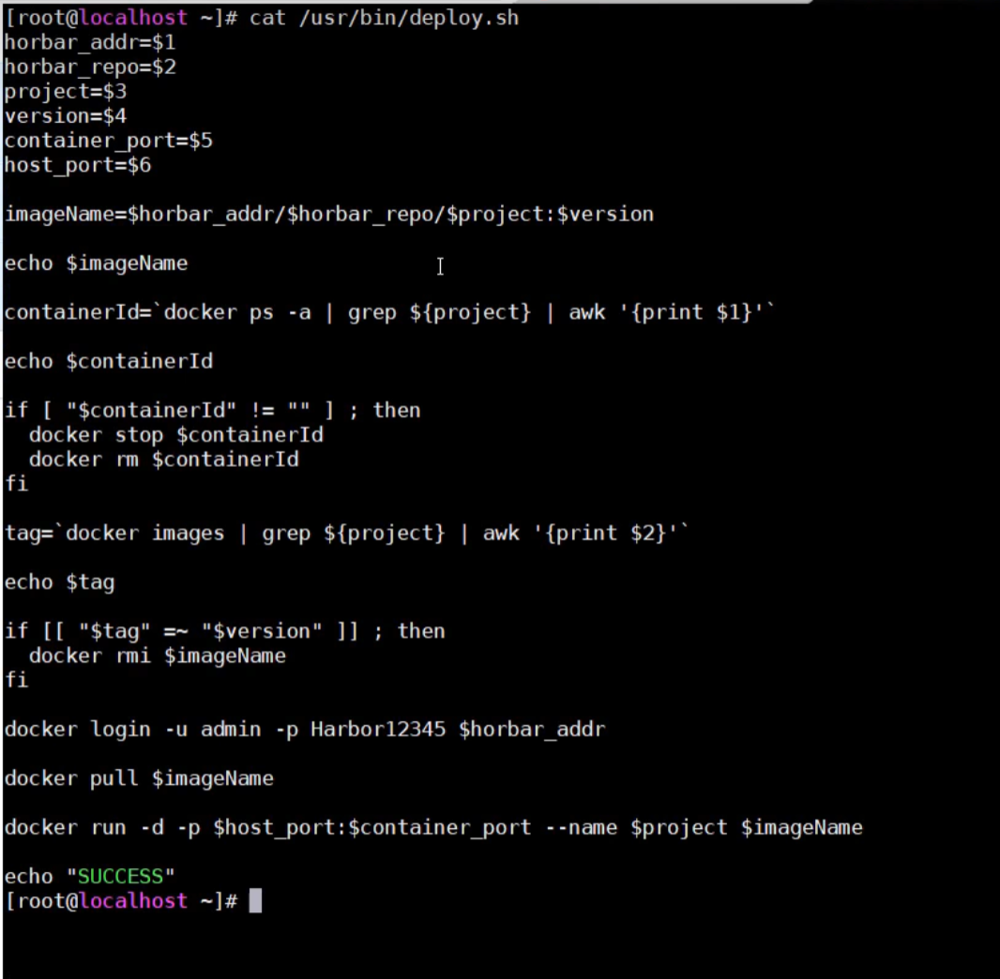 [root@localhost ~]# cat /usr/bin/deploy.sh
horbar_addr=$1
horbar_repo=$2
project=$3
version=$4
container_port=$5
host_port=$6
imageName=$horbar_addr/$horbar_repo/$project:$version
echo $imageName
containerId=`docker ps -a | grep ${project} | awk '{print $1}'`
echo $containerId
if [ "$containerId" != "" ] ; then
  docker stop $containerId
  docker rm $containerId
fi
tag=`docker images | grep ${project} | awk '{print $2}'`
echo $tag
if [[ "$tag" =~ "$version" ]] ; then
  docker rmi $imageName
fi
docker login -u admin -p Harbor12345 $horbar_addr
docker pull $imageName
docker run -d -p $host_port:$container_port --name $project $imageName
echo "SUCCESS"
[root@localhost ~]#